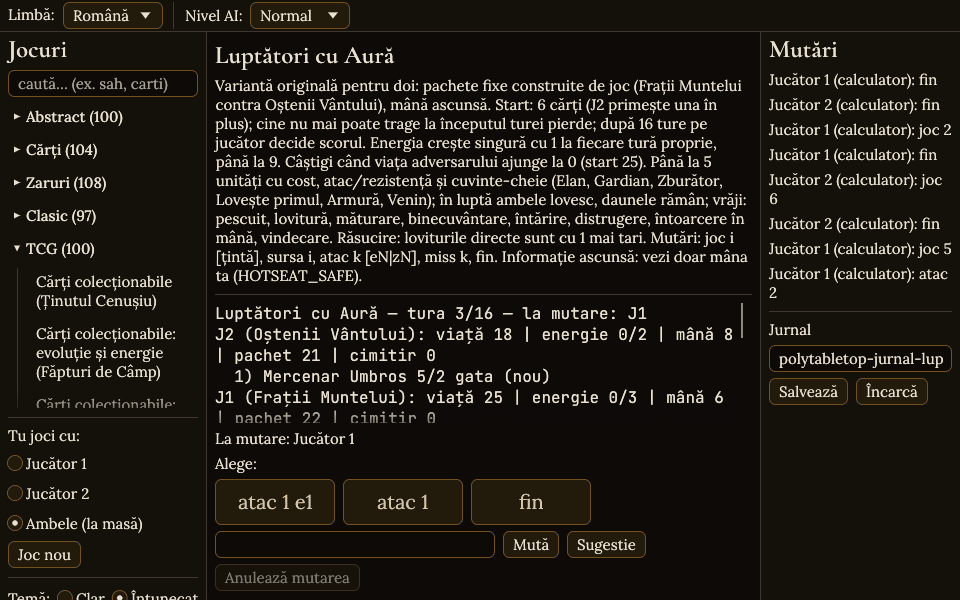 Limbă: Română Nivel AI: Normal
Jocuri
caută... (ex. sah, carti)
Abstract (100)
Cărți (104)
Zaruri (108)
Clasic (97)
TCG (100)
Cărți colecționabile
(Ținutul Cenușiu)
Cărți colecționabile:
evoluție și energie
(Făpturi de Câmp)
Cărți colecționabile:
Tu joci cu:
Jucător 1
Jucător 2
Ambele (la masă)
Joc nou
Temă: Clar Întunecat
Luptători cu Aură
Variantă originală pentru doi: pachete fixe construite de joc (Frații Muntelui
contra Oștenii Vântului), mână ascunsă. Start: 6 cărți (J2 primește una în
plus); cine nu mai poate trage la începutul turei pierde; după 16 ture pe
jucător decide scorul. Energia crește singură cu 1 la fiecare tură proprie,
până la 9. Câștigi când viața adversarului ajunge la 0 (start 25). Până la 5
unități cu cost, atac/rezistență și cuvinte-cheie (Elan, Gardian, Zburător,
Lovește primul, Armură, Venin); în luptă ambele lovesc, daunele rămân; vrăji:
pescuit, lovitură, măturare, binecuvântare, întărire, distrugere, întoarcere în
mână, vindecare. Răsucire: loviturile directe sunt cu 1 mai tari. Mutări: joc i
[țintă], sursa i, atac k [eN|zN], miss k, fin. Informație ascunsă: vezi doar mâna
ta (HOTSEAT_SAFE).
Luptători cu Aură — tura 3/16 — la mutare: J1
J2 (Oștenii Vântului): viață 18 | energie 0/2 | mână 8
| pachet 21 | cimitir 0
1) Mercenar Umbros 5/2 gata (nou)
J1 (Frații Muntelui): viață 25 | energie 0/3 | mână 6
| pachet 22 | cimitir 0
La mutare: Jucător 1
Alege:
atac 1 e1 atac 1 fin
Mută Sugestie
Anulează mutarea
Mutări
Jucător 1 (calculator): fin
Jucător 2 (calculator): fin
Jucător 1 (calculator): joc 2
Jucător 1 (calculator): fin
Jucător 2 (calculator): joc
6
Jucător 2 (calculator): fin
Jucător 1 (calculator): joc 5
Jucător 1 (calculator): atac
2
Jurnal
polytabletop-jurnal-lup
Salvează Încarcă